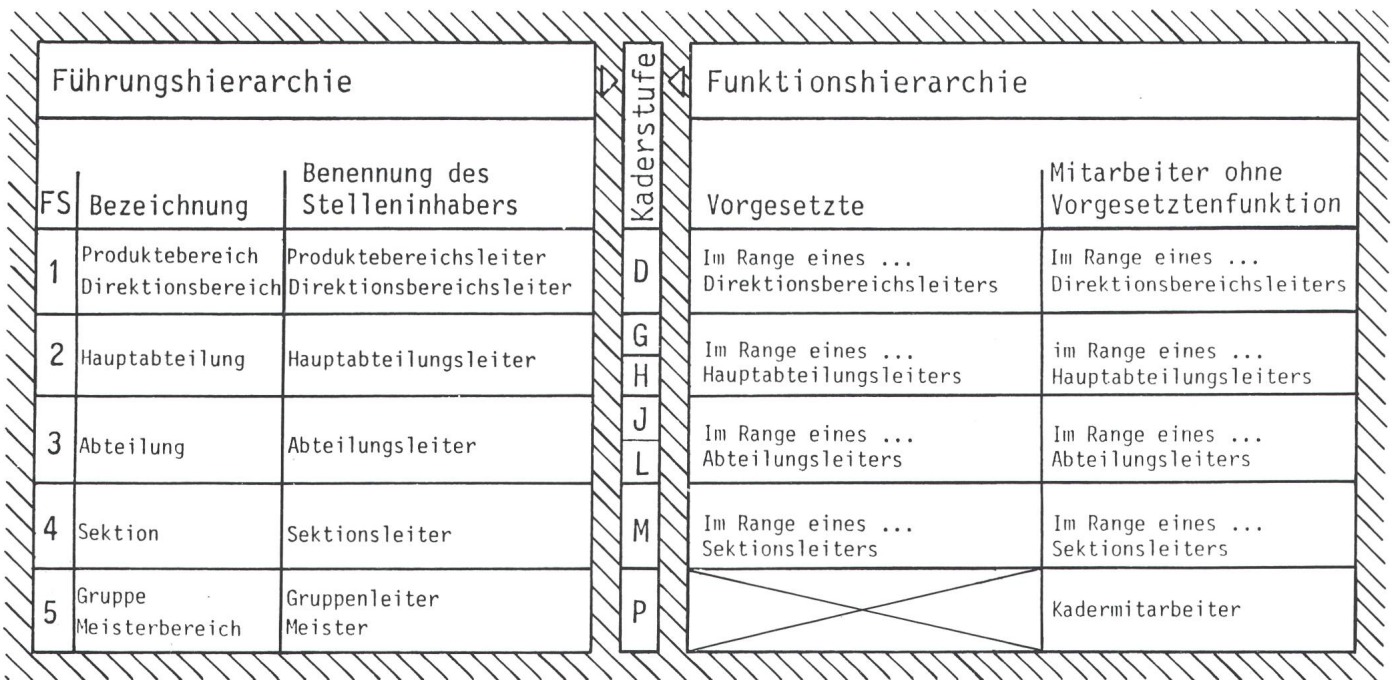 Führungshierarchie
FS
Bezeichnung
Benennung des
Stelleninhabers
1
Produktebereich
Direktionsbereich
Produktebereichsleiter
Direktionsbereichsleiter
2
Hauptabteilung
Hauptabteilungsleiter
3
Abteilung
Abteilungsleiter
4
Sektion
Sektionsleiter
5
Gruppe
Meisterbereich
Gruppenleiter
Meister
Kaderstufe
D
G
H
J
L
M
P
Funktionshierarchie
Vorgesetzte
Mitarbeiter ohne
Vorgesetztenfunktion
Im Range eines ...
Direktionsbereichsleiters
Im Range eines ...
Direktionsbereichsleiters
Im Range eines ...
Hauptabteilungsleiters
im Range eines ...
Hauptabteilungsleiters
Im Range eines ...
Abteilungsleiters
Im Range eines ...
Abteilungsleiters
Im Range eines ...
Sektionsleiters
Im Range eines ...
Sektionsleiters
Kadermitarbeiter